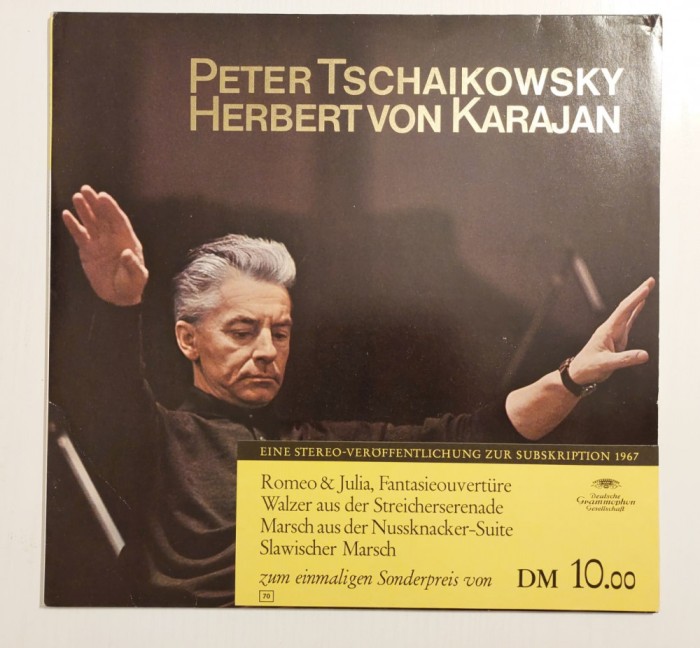 PETER TSCHAIKOWSKY
HERBERT VON KARAJAN
EINE STEREO-VERÖFFENTLICHUNG ZUR SUBSKRIPTION 1967
Romeo & Julia, Fantasieouvertüre
Walzer aus der Streicherserenade
Marsch aus der Nussknacker-Suite
Slawischer Marsch
Deutsche
Grammophon
Gesellschaft
zum einmaligen Sonderpreis von DM 10.00
70